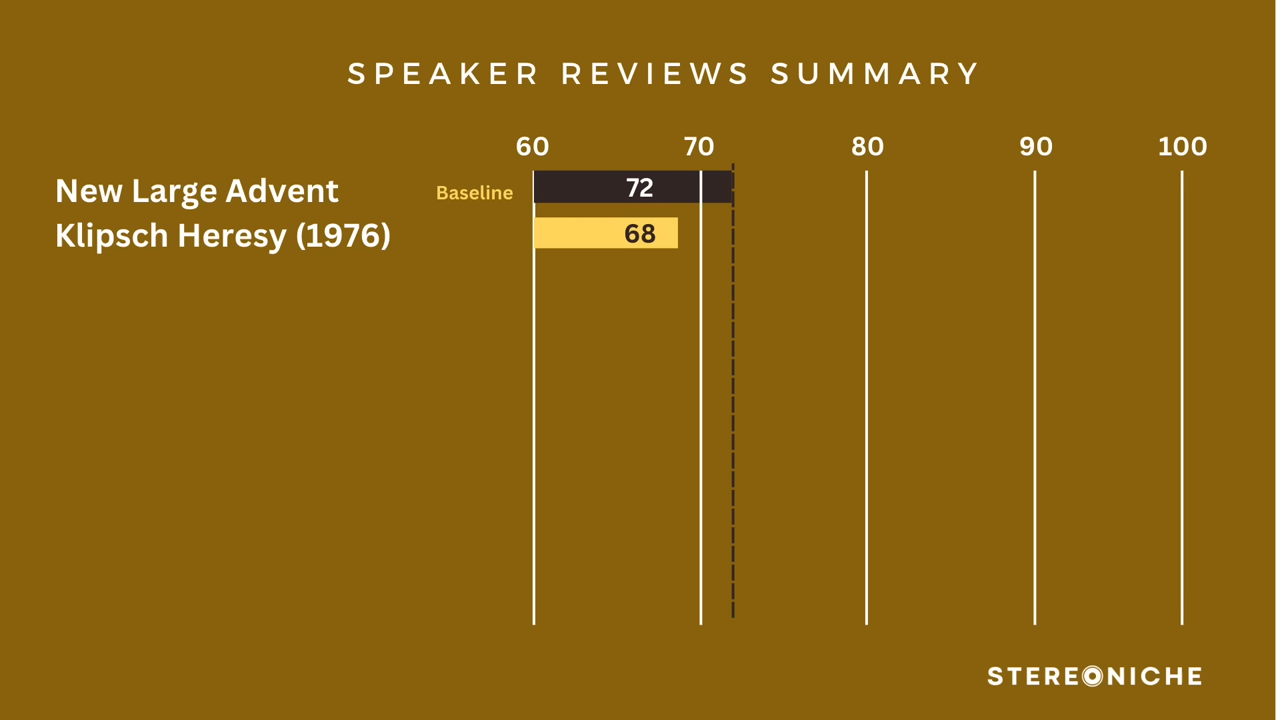 SPEAKER REVIEWS SUMMARY
60 70 80 90 100
New Large Advent Baseline 72
Klipsch Heresy (1976) 68
STEREONICHE